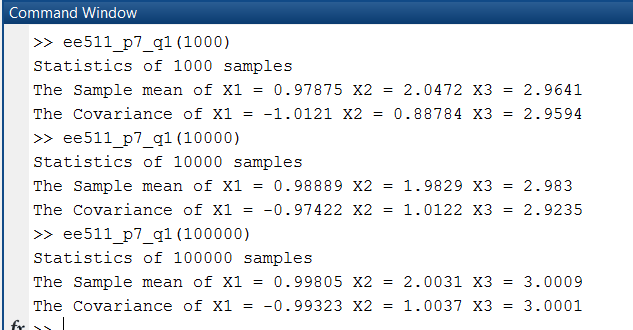 Command Window
>> ee511_p7_q1(1000)
Statistics of 1000 samples
The Sample mean of X1 = 0.97875 X2 = 2.0472 X3 = 2.9641
The Covariance of X1 = -1.0121 X2 = 0.88784 X3 = 2.9594
>> ee511_p7_q1(10000)
Statistics of 10000 samples
The Sample mean of X1 = 0.98889 X2 = 1.9829 X3 = 2.983
The Covariance of X1 = -0.97422 X2 = 1.0122 X3 = 2.9235
>> ee511_p7_q1(100000)
Statistics of 100000 samples
The Sample mean of X1 = 0.99805 X2 = 2.0031 X3 = 3.0009
The Covariance of X1 = -0.99323 X2 = 1.0037 X3 = 3.0001
fx >>